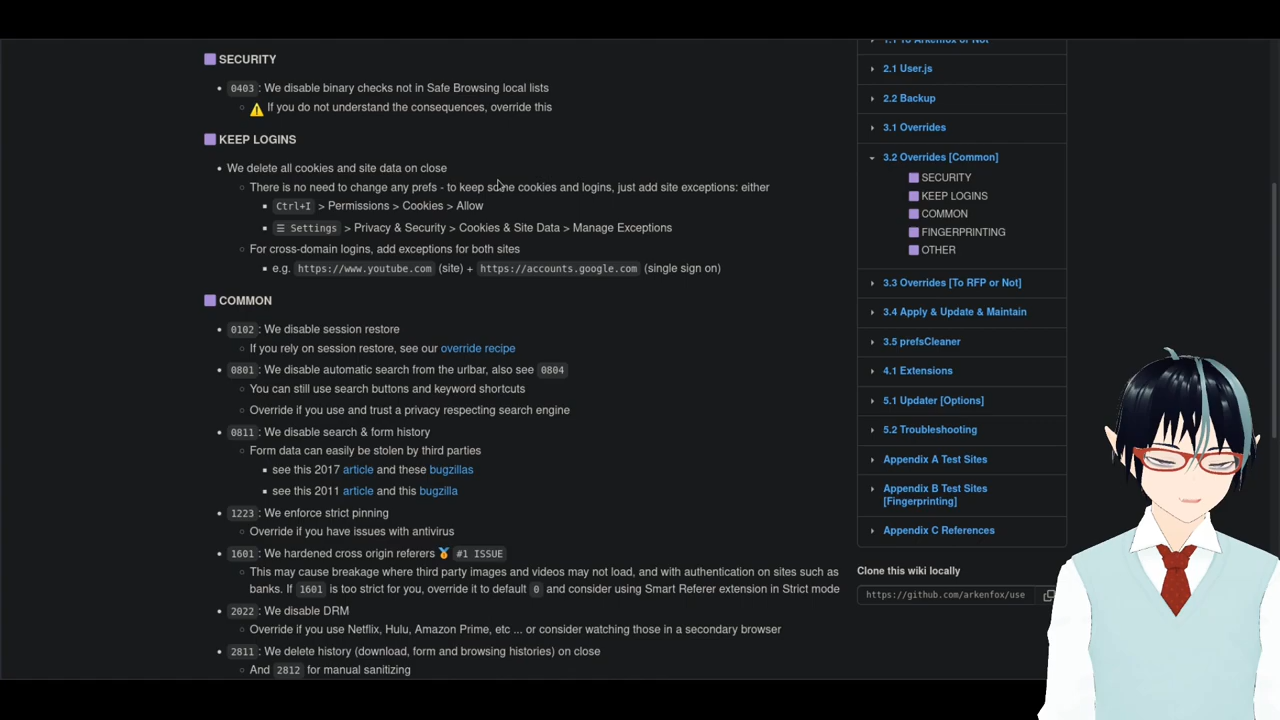 SECURITY
0403: We disable binary checks not in Safe Browsing local lists
If you do not understand the consequences, override this
KEEP LOGINS
We delete all cookies and site data on close
There is no need to change any prefs - to keep some cookies and logins, just add site exceptions: either
Ctrl+I > Permissions > Cookies > Allow
☰ Settings > Privacy & Security > Cookies & Site Data > Manage Exceptions
For cross-domain logins, add exceptions for both sites
e.g. https://www.youtube.com (site) + https://accounts.google.com (single sign on)
COMMON
0102: We disable session restore
If you rely on session restore, see our override recipe
0801: We disable automatic search from the urlbar, also see 0804
You can still use search buttons and keyword shortcuts
Override if you use and trust a privacy respecting search engine
0811: We disable search & form history
Form data can easily be stolen by third parties
see this 2017 article and these bugzillas
see this 2011 article and this bugzilla
1223: We enforce strict pinning
Override if you have issues with antivirus
1601: We hardened cross origin referers 🏅 #1 ISSUE
This may cause breakage where third party images and videos may not load, and with authentication on sites such as
banks. If 1601 is too strict for you, override it to default 0 and consider using Smart Referer extension in Strict mode
2022: We disable DRM
Override if you use Netflix, Hulu, Amazon Prime, etc ... or consider watching those in a secondary browser
2811: We delete history (download, form and browsing histories) on close
And 2812 for manual sanitizing
1.1 To Arkenfox or Not
2.1 User.js
2.2 Backup
3.1 Overrides
3.2 Overrides [Common]
SECURITY
KEEP LOGINS
COMMON
FINGERPRINTING
OTHER
3.3 Overrides [To RFP or Not]
3.4 Apply & Update & Maintain
3.5 prefsCleaner
4.1 Extensions
5.1 Updater [Options]
5.2 Troubleshooting
Appendix A Test Sites
Appendix B Test Sites
[Fingerprinting]
Appendix C References
Clone this wiki locally
https://github.com/arkenfox/use